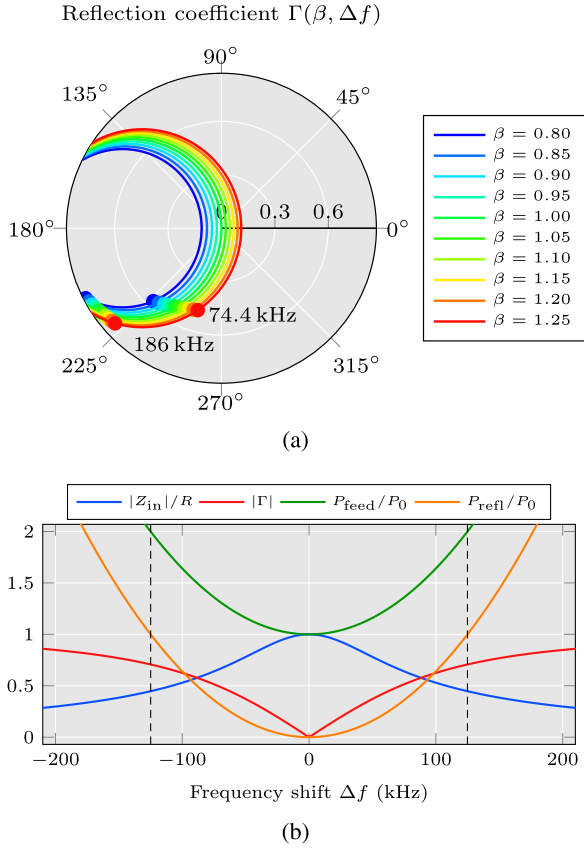 Reflection coefficient Γ(β, Δf)
90°
135°
45°
β = 0.80
β = 0.85
β = 0.90
β = 0.95
β = 1.00
β = 1.05
β = 1.10
β = 1.15
β = 1.20
β = 1.25
0 0.3 0.6
180°
0°
74.4 kHz
186 kHz
225°
315°
270°
(a)
|Z_in|/R |Γ| P_feed/P_0 P_refl/P_0
2
1.5
1
0.5
0
−200 −100 0 100 200
Frequency shift Δf (kHz)
(b)